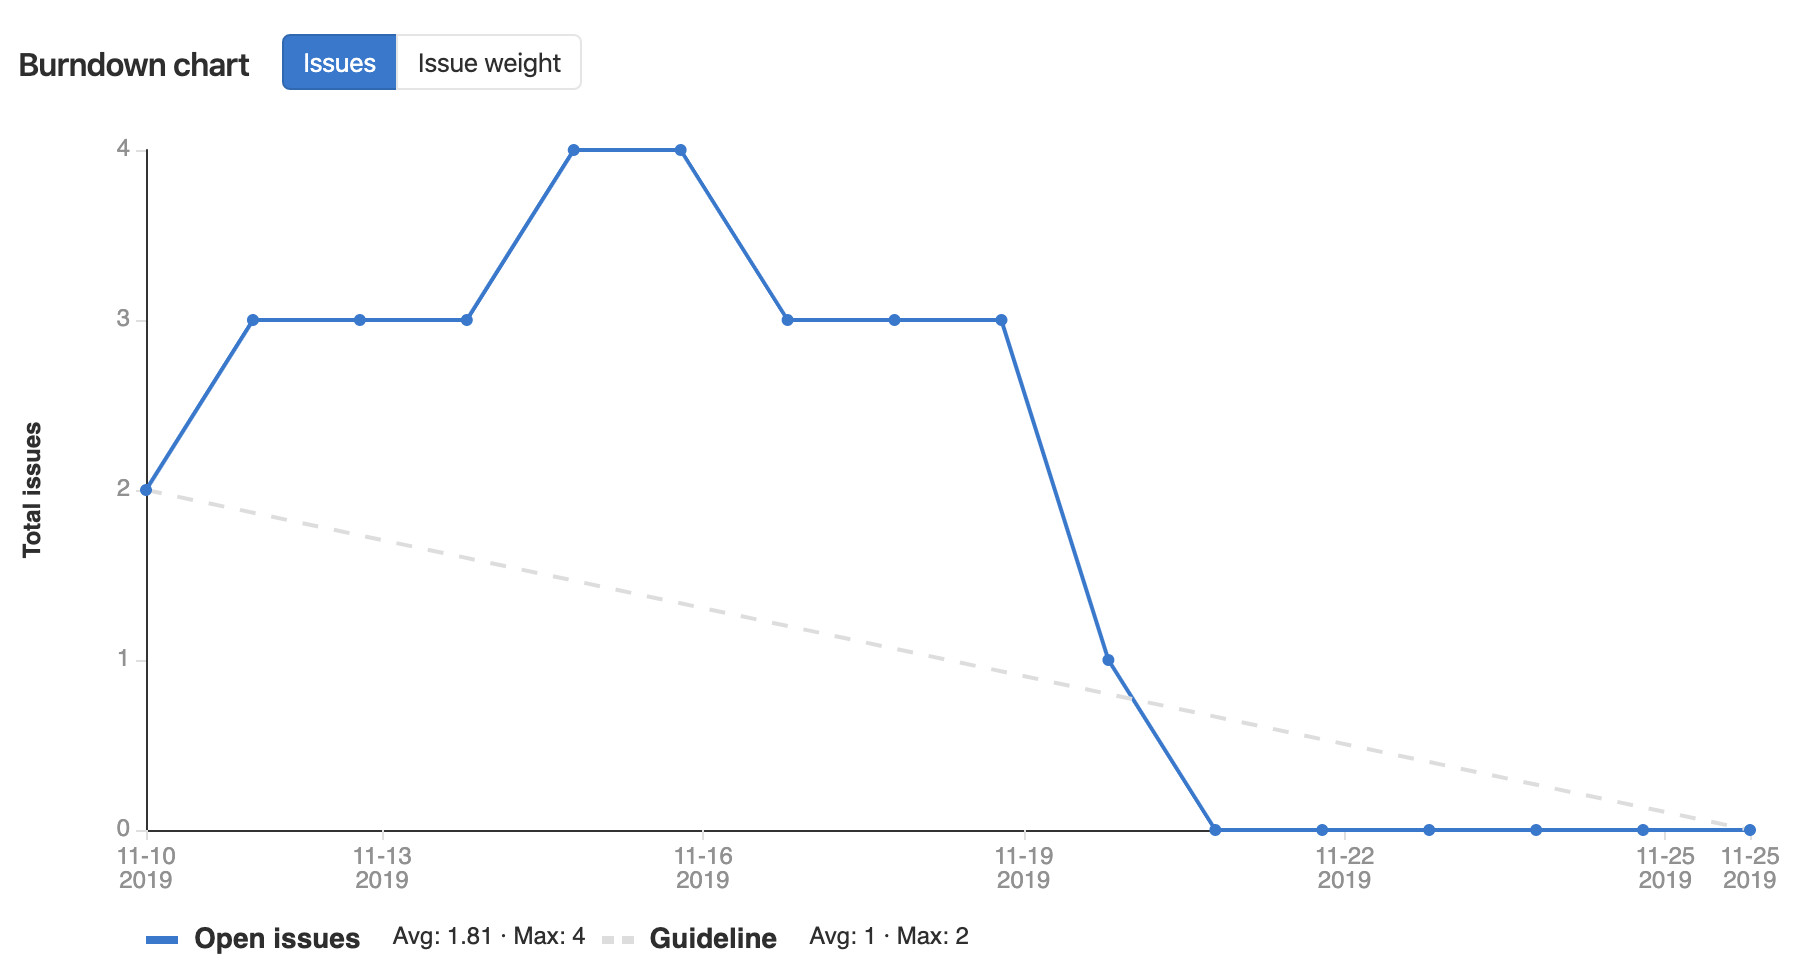 Burndown chart Issues Issue weight
4
3
2
1
0
Total issues
11-10 11-13 11-16 11-19 11-22 11-25 11-25
2019 2019 2019 2019 2019 2019 2019
Open issues Avg: 1.81 · Max: 4 Guideline Avg: 1 · Max: 2